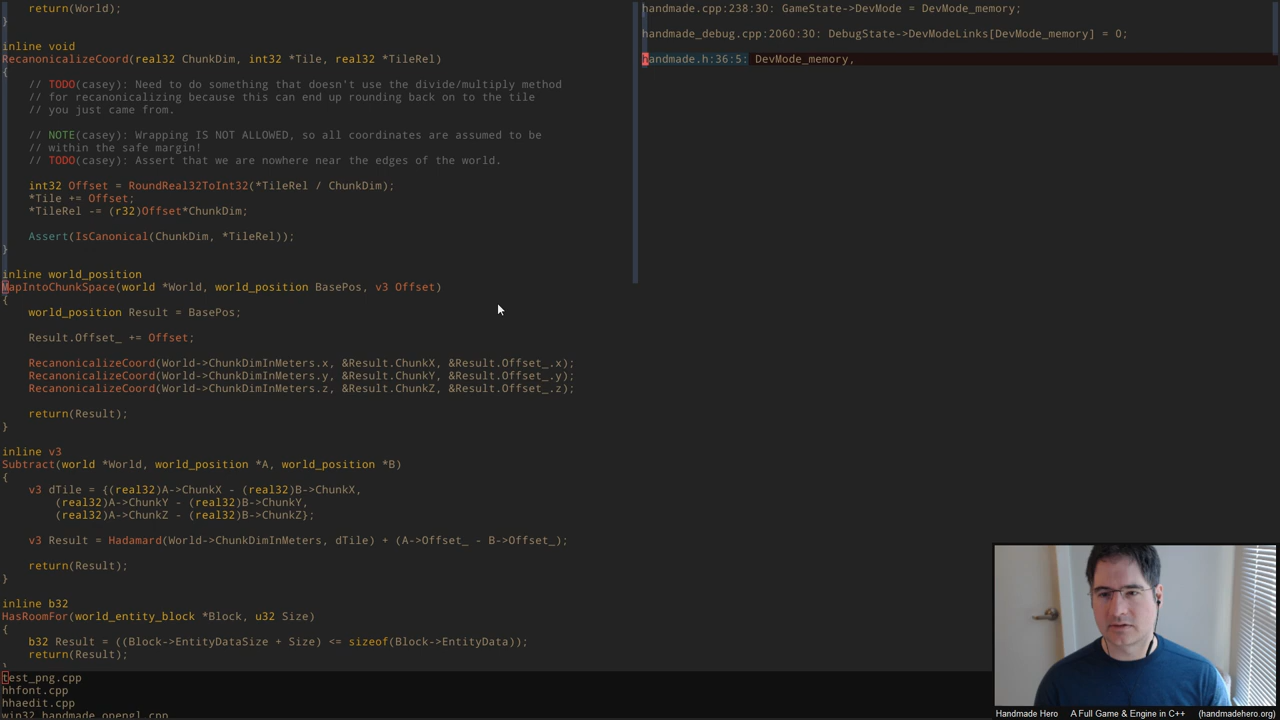 return(World);
}
inline void
RecanonicalizeCoord(real32 ChunkDim, int32 *Tile, real32 *TileRel)
{
// TODO(casey): Need to do something that doesn't use the divide/multiply method
// for recanonicalizing because this can end up rounding back on to the tile
// you just came from.
// NOTE(casey): Wrapping IS NOT ALLOWED, so all coordinates are assumed to be
// within the safe margin!
// TODO(casey): Assert that we are nowhere near the edges of the world.
int32 Offset = RoundReal32ToInt32(*TileRel / ChunkDim);
*Tile += Offset;
*TileRel -= (r32)Offset*ChunkDim;
Assert(IsCanonical(ChunkDim, *TileRel));
}
inline world_position
MapIntoChunkSpace(world *World, world_position BasePos, v3 Offset)
{
world_position Result = BasePos;
Result.Offset_ += Offset;
RecanonicalizeCoord(World->ChunkDimInMeters.x, &Result.ChunkX, &Result.Offset_.x);
RecanonicalizeCoord(World->ChunkDimInMeters.y, &Result.ChunkY, &Result.Offset_.y);
RecanonicalizeCoord(World->ChunkDimInMeters.z, &Result.ChunkZ, &Result.Offset_.z);
return(Result);
}
inline v3
Subtract(world *World, world_position *A, world_position *B)
{
v3 dTile = {(real32)A->ChunkX - (real32)B->ChunkX,
(real32)A->ChunkY - (real32)B->ChunkY,
(real32)A->ChunkZ - (real32)B->ChunkZ};
v3 Result = Hadamard(World->ChunkDimInMeters, dTile) + (A->Offset_ - B->Offset_);
return(Result);
}
inline b32
HasRoomFor(world_entity_block *Block, u32 Size)
{
b32 Result = ((Block->EntityDataSize + Size) <= sizeof(Block->EntityData));
return(Result);
}
test_png.cpp
hhfont.cpp
hhaedit.cpp
win32_handmade_opengl.cpp
handmade.cpp:238:30: GameState->DevMode = DevMode_memory;
handmade_debug.cpp:2060:30: DebugState->DevModeLinks[DevMode_memory] = 0;
handmade.h:36:5: DevMode_memory,
Handmade Hero A Full Game & Engine in C++ (handmadehero.org)